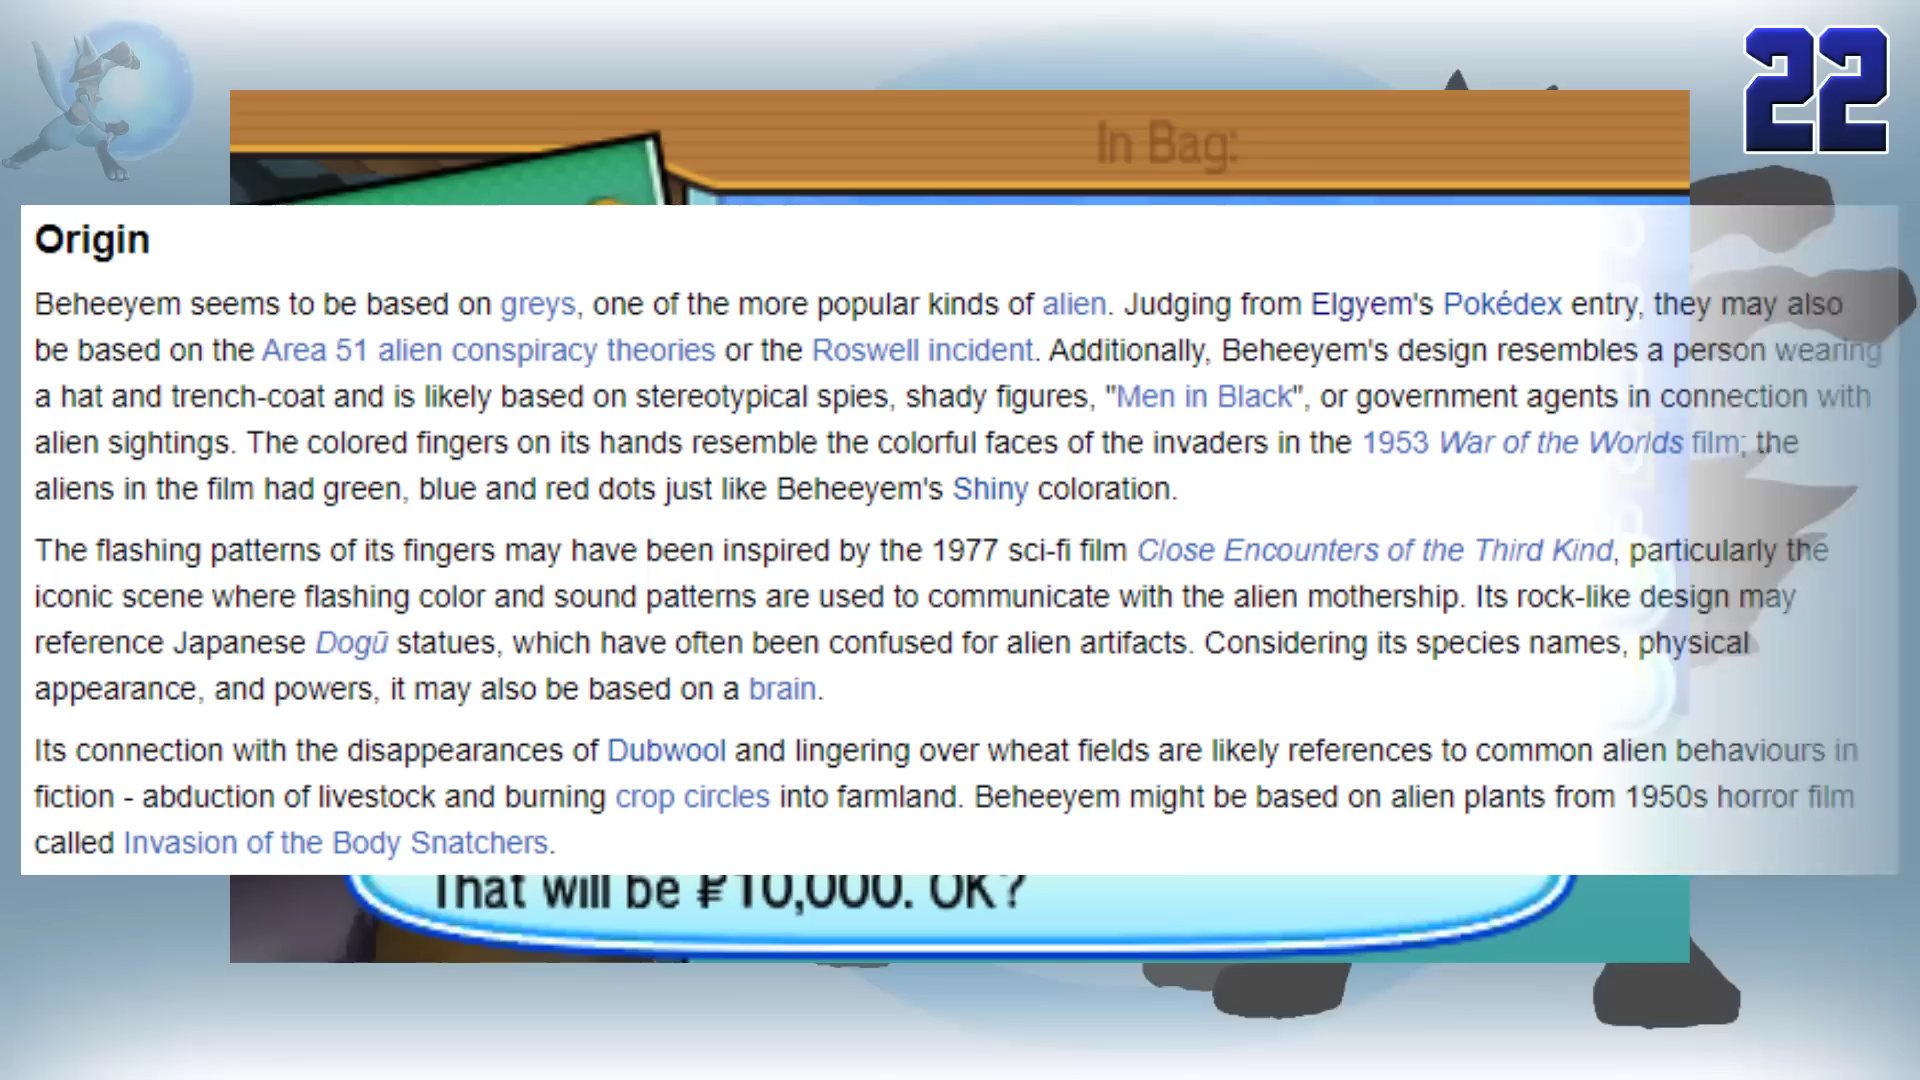 22
In Bag:
Origin
Beheeyem seems to be based on greys, one of the more popular kinds of alien. Judging from Elgyem's Pokédex entry, they may also
be based on the Area 51 alien conspiracy theories or the Roswell incident. Additionally, Beheeyem's design resembles a person wearing
a hat and trench-coat and is likely based on stereotypical spies, shady figures, "Men in Black", or government agents in connection with
alien sightings. The colored fingers on its hands resemble the colorful faces of the invaders in the 1953 War of the Worlds film; the
aliens in the film had green, blue and red dots just like Beheeyem's Shiny coloration.
The flashing patterns of its fingers may have been inspired by the 1977 sci-fi film Close Encounters of the Third Kind, particularly the
iconic scene where flashing color and sound patterns are used to communicate with the alien mothership. Its rock-like design may
reference Japanese Dogū statues, which have often been confused for alien artifacts. Considering its species names, physical
appearance, and powers, it may also be based on a brain.
Its connection with the disappearances of Dubwool and lingering over wheat fields are likely references to common alien behaviours in
fiction - abduction of livestock and burning crop circles into farmland. Beheeyem might be based on alien plants from 1950s horror film
called Invasion of the Body Snatchers.
That will be ₽10,000. OK?